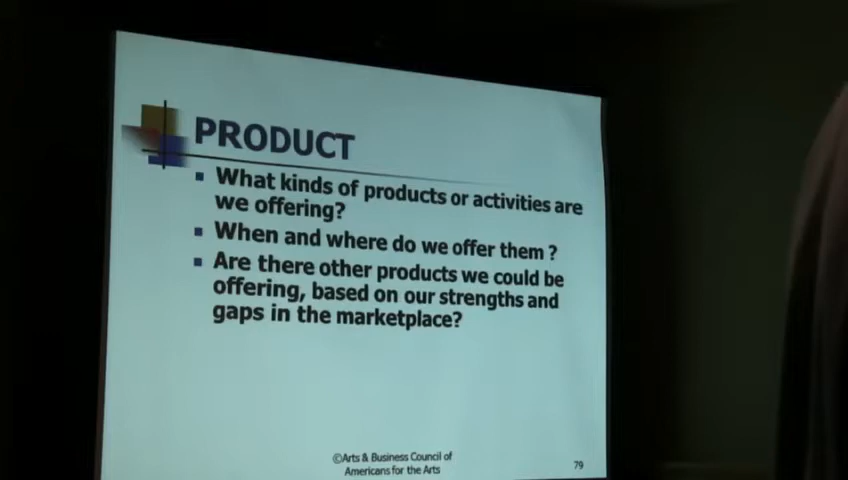 PRODUCT
What kinds of products or activities are
we offering?
When and where do we offer them ?
Are there other products we could be
offering, based on our strengths and
gaps in the marketplace?
©Arts & Business Council of
Americans for the Arts
79